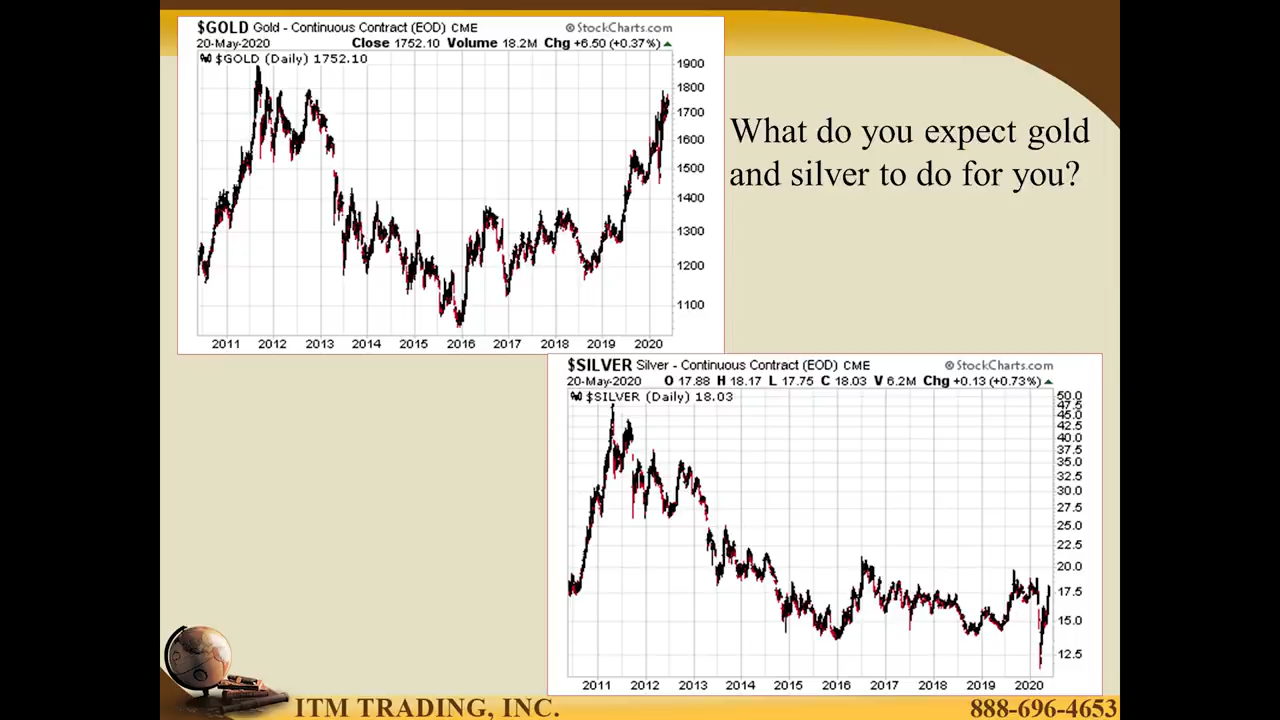 $GOLD Gold - Continuous Contract (EOD) CME © StockCharts.com
20-May-2020 Close 1752.10 Volume 18.2M Chg +6.50 (+0.37%)
$GOLD (Daily) 1752.10
1900
1800
1700
1600
1500
1400
1300
1200
1100
2011 2012 2013 2014 2015 2016 2017 2018 2019 2020
What do you expect gold
and silver to do for you?
$SILVER Silver - Continuous Contract (EOD) CME © StockCharts.com
20-May-2020 O 17.88 H 18.17 L 17.75 C 18.03 V 6.2M Chg +0.13 (+0.73%)
$SILVER (Daily) 18.03
50.0
47.5
45.0
42.5
40.0
37.5
35.0
32.5
30.0
27.5
25.0
22.5
20.0
17.5
15.0
12.5
2011 2012 2013 2014 2015 2016 2017 2018 2019 2020
ITM TRADING, INC.
888-696-4653